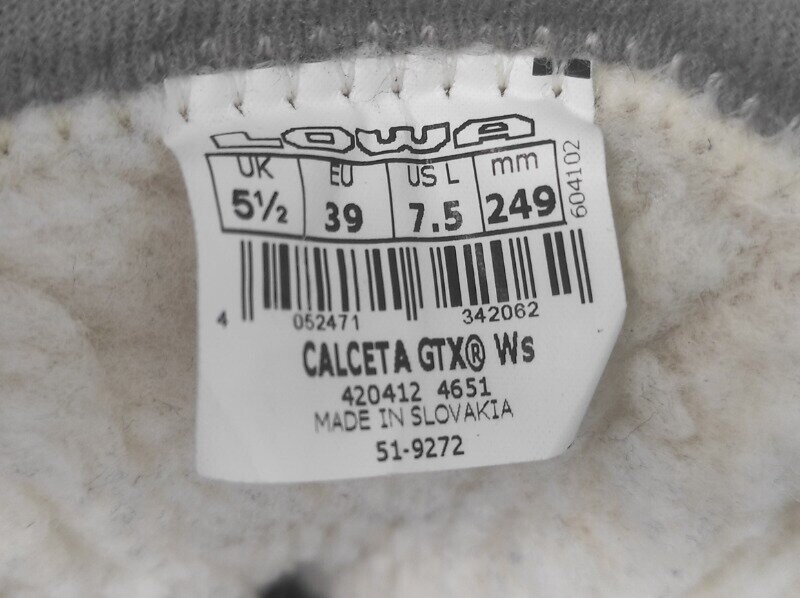 LOWA
UK EU US L mm
5½ 39 7.5 249
604102
4 052471 342062
CALCETA GTX® Ws
420412 4651
MADE IN SLOVAKIA
51-9272